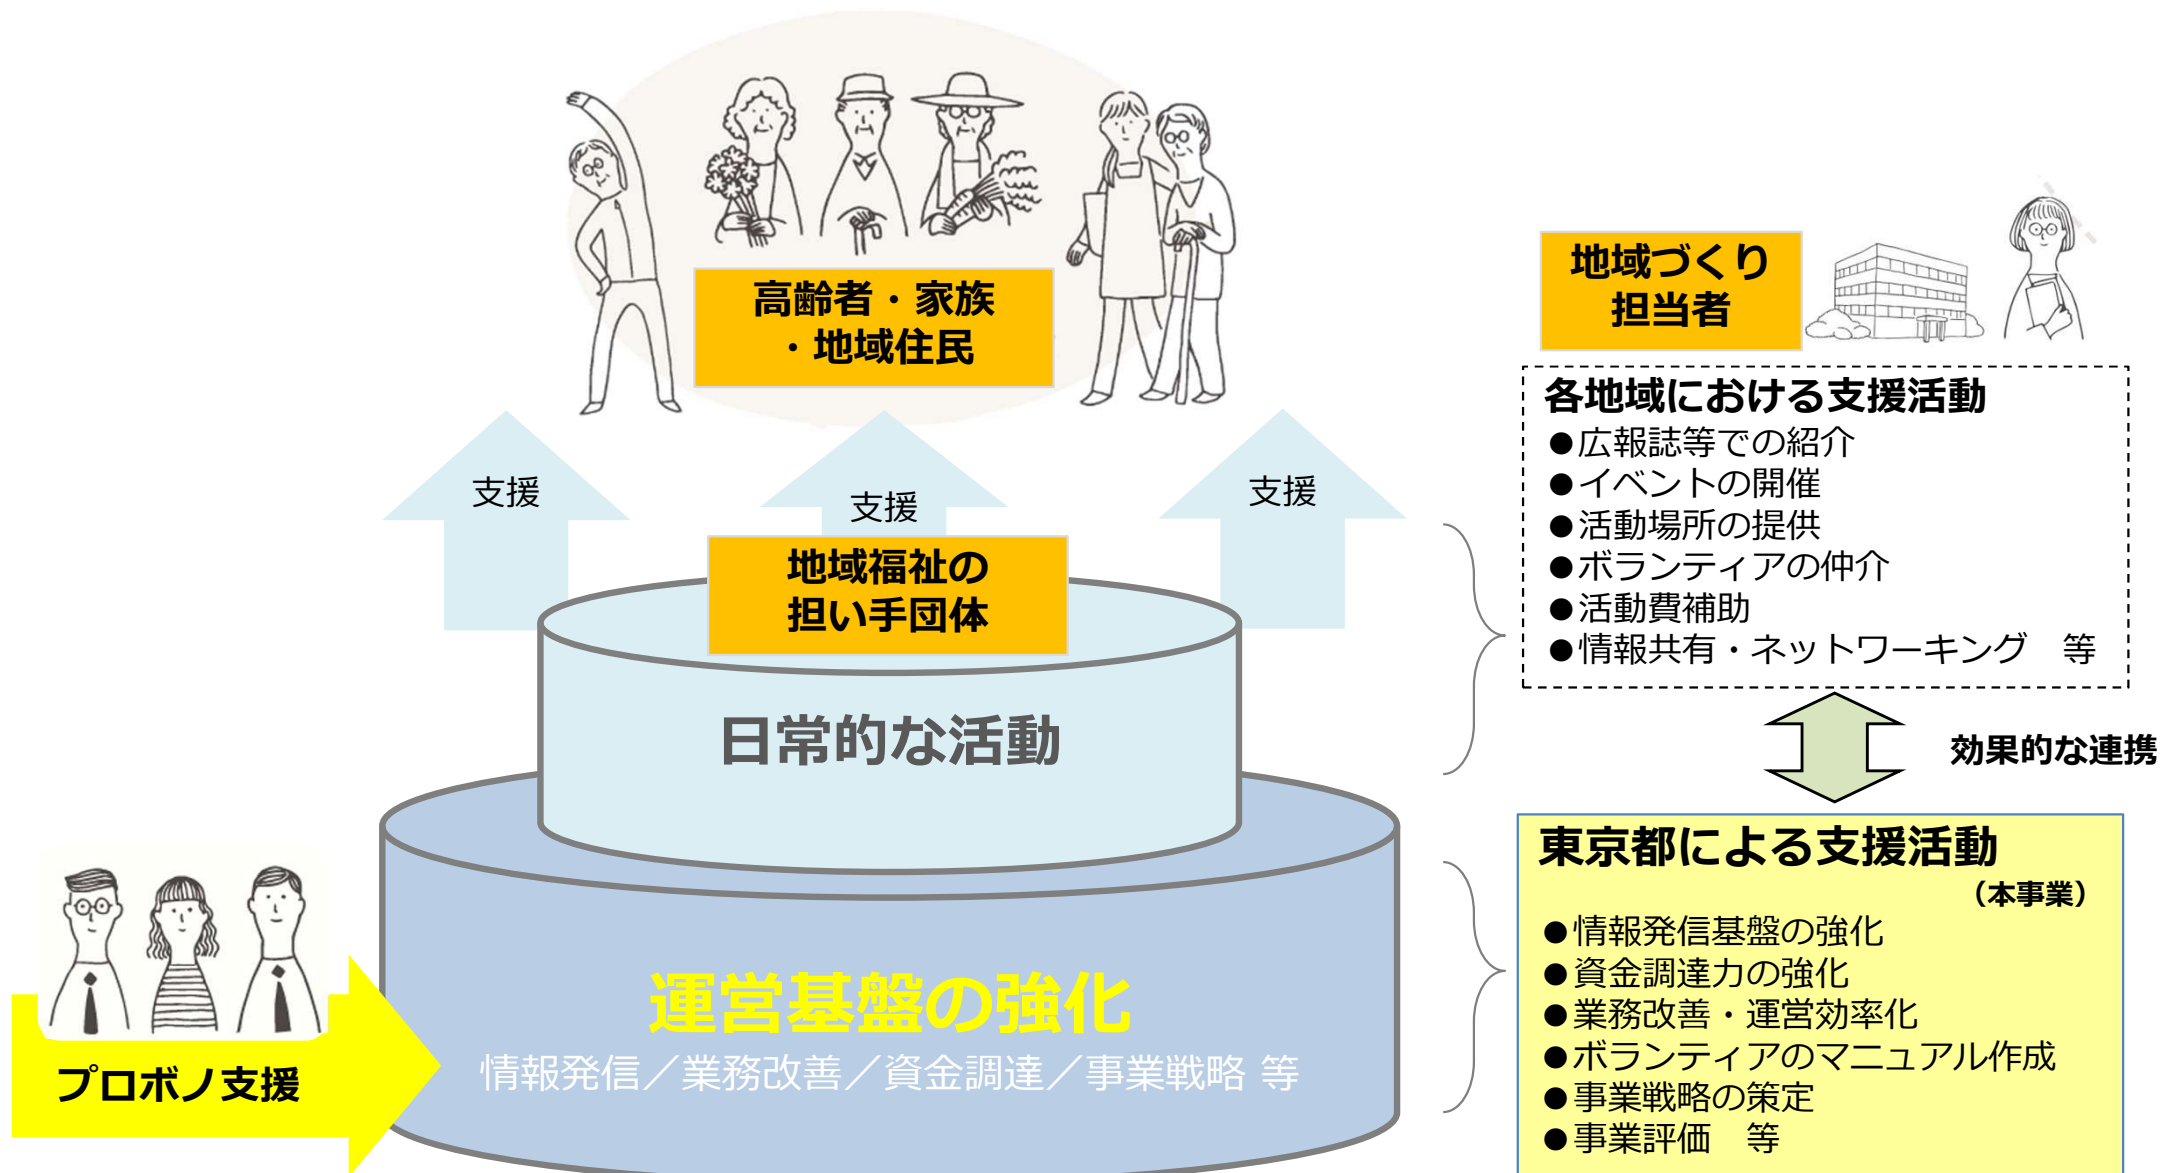 高齢者・家族
・地域住民
支援
支援
支援
地域福祉の
担い手団体
日常的な活動
運営基盤の強化
情報発信／業務改善／資金調達／事業戦略 等
プロボノ支援
地域づくり
担当者
各地域における支援活動
●広報誌等での紹介
●イベントの開催
●活動場所の提供
●ボランティアの仲介
●活動費補助
●情報共有・ネットワーキング　等
効果的な連携
東京都による支援活動
（本事業）
●情報発信基盤の強化
●資金調達力の強化
●業務改善・運営効率化
●ボランティアのマニュアル作成
●事業戦略の策定
●事業評価　等